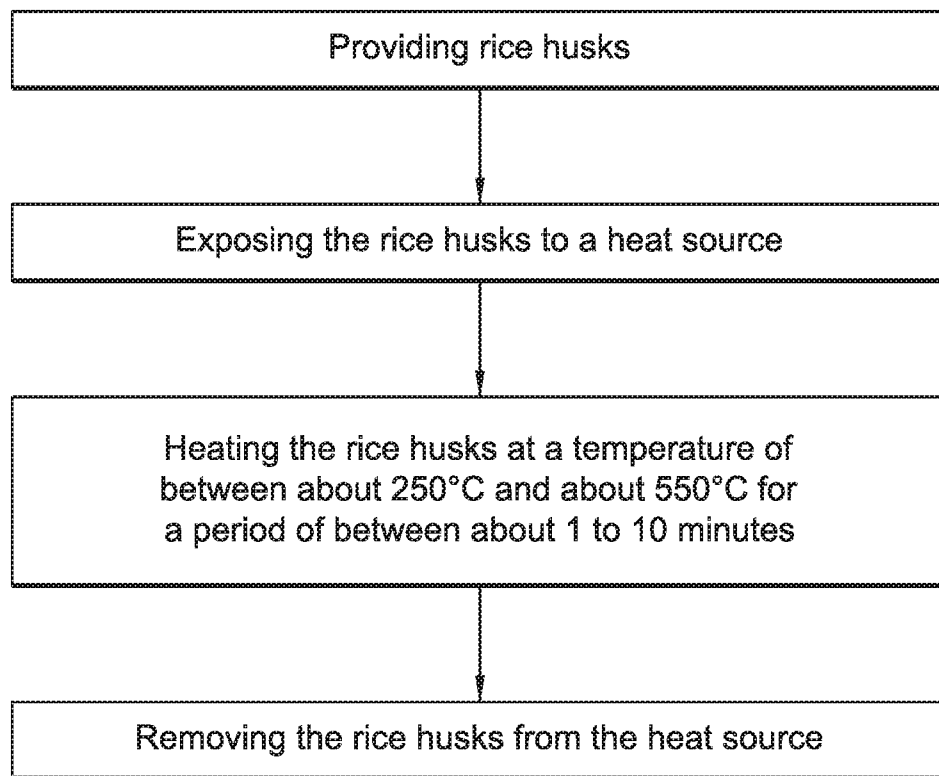 Providing rice husks
Exposing the rice husks to a heat source
Heating the rice husks at a temperature of
between about 250°C and about 550°C for
a period of between about 1 to 10 minutes
Removing the rice husks from the heat source